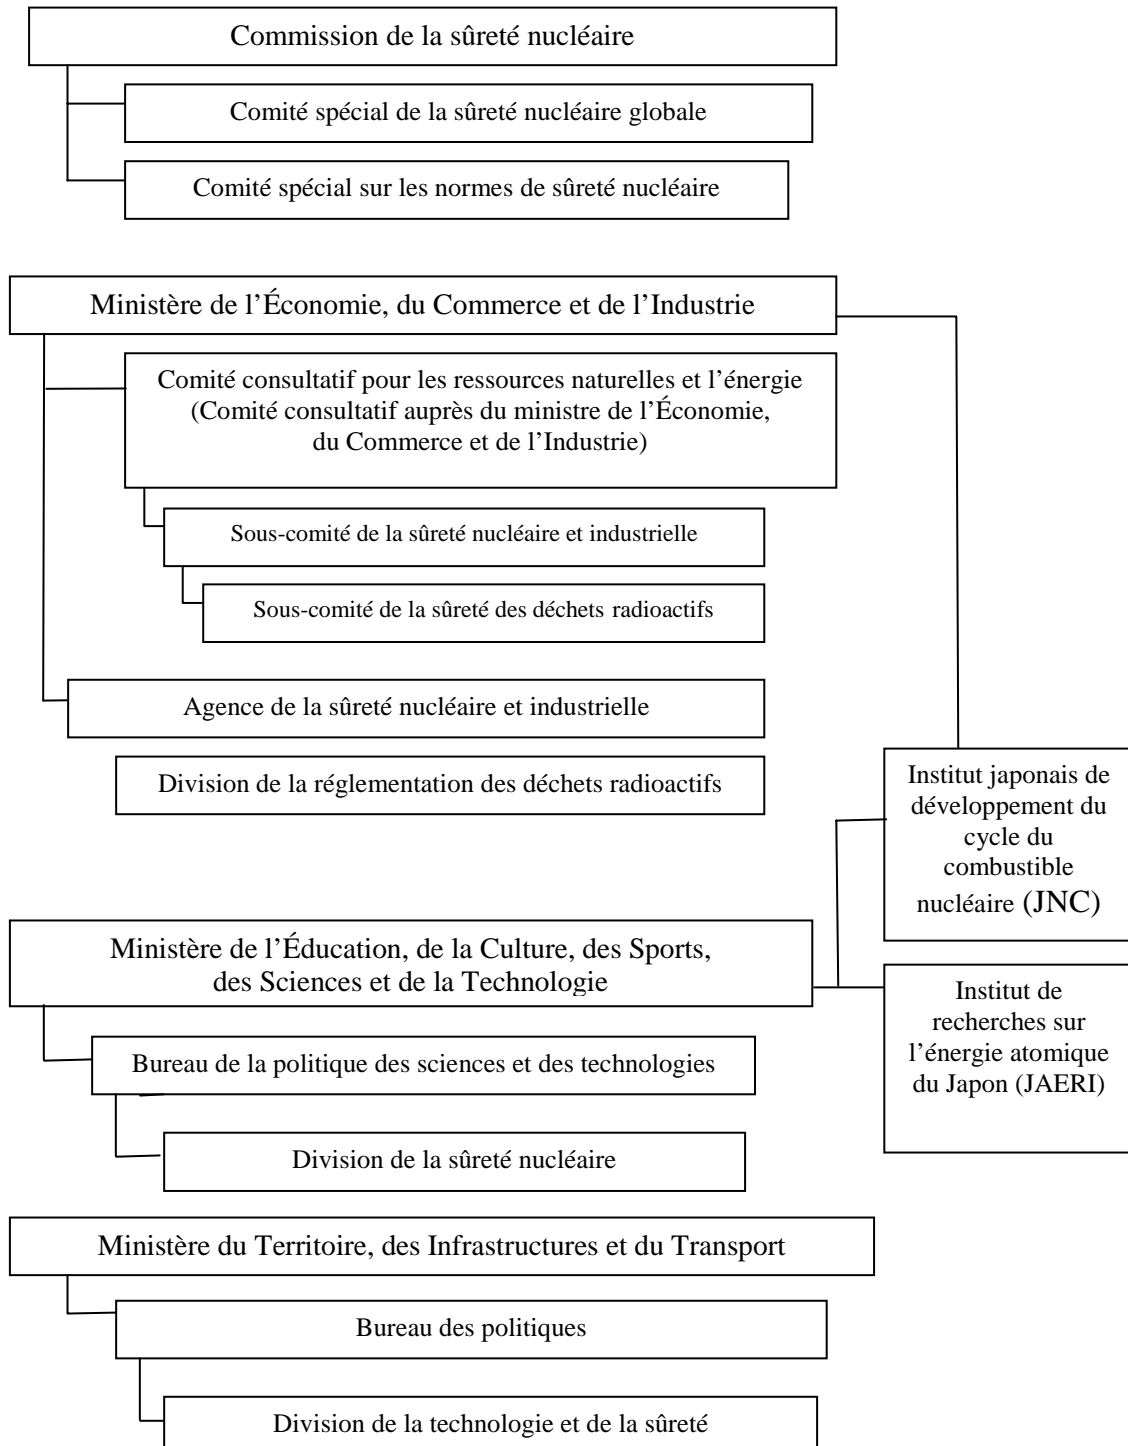 Commission de la sûreté nucléaire
Comité spécial de la sûreté nucléaire globale
Comité spécial sur les normes de sûreté nucléaire
Ministère de l’Économie, du Commerce et de l’Industrie
Comité consultatif pour les ressources naturelles et l’énergie
(Comité consultatif auprès du ministre de l’Économie,
du Commerce et de l’Industrie)
Sous-comité de la sûreté nucléaire et industrielle
Sous-comité de la sûreté des déchets radioactifs
Agence de la sûreté nucléaire et industrielle
Division de la réglementation des déchets radioactifs
Institut japonais de
développement du
cycle du
combustible
nucléaire (JNC)
Ministère de l’Éducation, de la Culture, des Sports,
des Sciences et de la Technologie
Institut de
recherches sur
l’énergie atomique
du Japon (JAERI)
Bureau de la politique des sciences et des technologies
Division de la sûreté nucléaire
Ministère du Territoire, des Infrastructures et du Transport
Bureau des politiques
Division de la technologie et de la sûreté